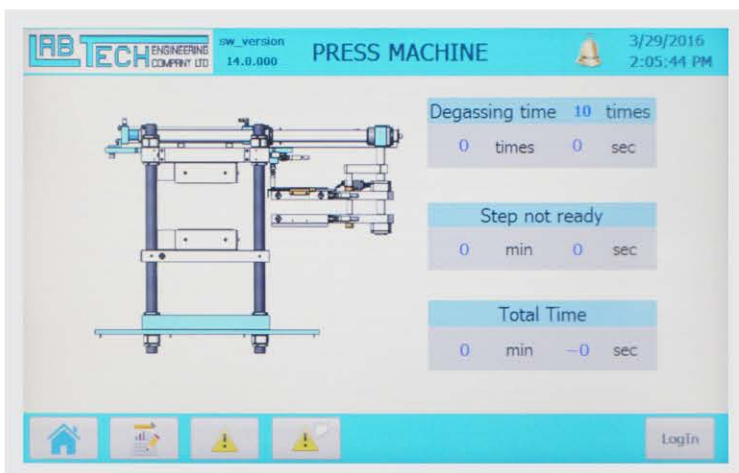 LAB TECH ENGINEERING COMPANY LTD
sw_version
14.0.000
PRESS MACHINE
3/29/2016
2:05:44 PM
Degassing time 10 times
0 times 0 sec
Step not ready
0 min 0 sec
Total Time
0 min -0 sec
LogIn